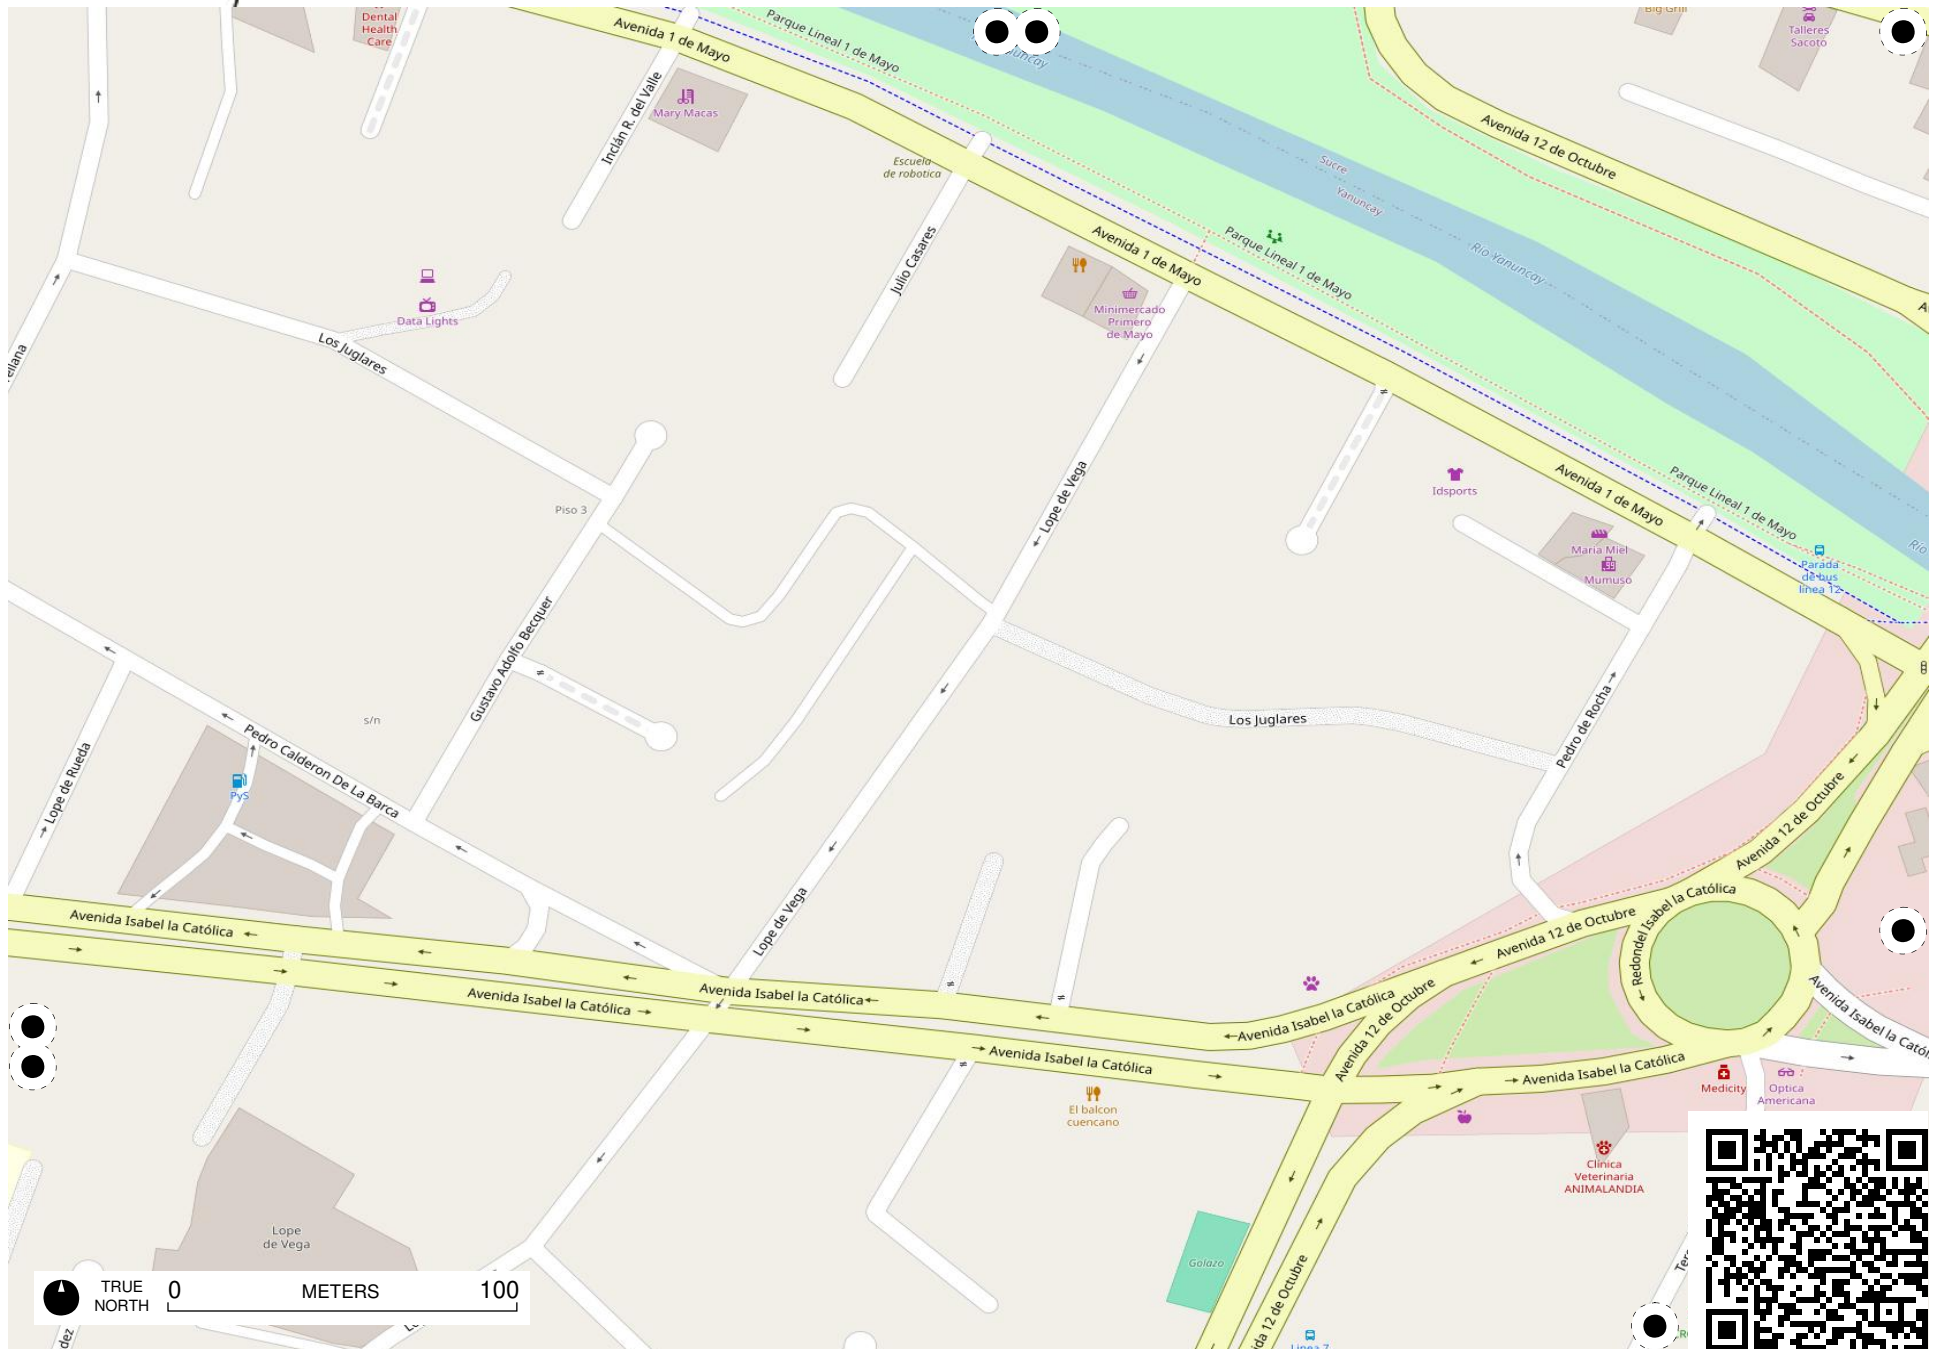 Dental
Health
Care
Avenida 1 de Mayo
Parque Lineal 1 de Mayo
Big Grill
Talleres
Sacoto
Inclán R. del Valle
Mary Macas
Escuela
de robotica
Avenida 12 de Octubre
Sucre
Yanuncay
Julio Casares
Avenida 1 de Mayo
Parque Lineal 1 de Mayo
Río Yanuncay
Data Lights
Minimercado
Primero
de Mayo
Los Juglares
Piso 3
Lope de Vega
Idsports
Avenida 1 de Mayo
Parque Lineal 1 de Mayo
Río
Maria Miel
Mumuso
Parada
de bus
línea 12
Gustavo Adolfo Becquer
s/n
Los Juglares
Pedro de Rocha
Lope de Rueda
PyS
Pedro Calderon De La Barca
Avenida 12 de Octubre
Avenida Isabel la Católica
Lope de Vega
Redondel Isabel la Católica
Avenida 12 de Octubre
Avenida Isabel la Católica
Avenida Isabel la Católica
Avenida Isabel la Católica
Avenida 12 de Octubre
Avenida Isabel la Católica
Avenida Isabel la Católica
El balcon
cuencano
Medicity
Optica
Americana
Clínica
Veterinaria
ANIMALANDIA
Lope
de Vega
Golazo
TRUE
NORTH
0 METERS 100
12 de Octubre
Linea 7